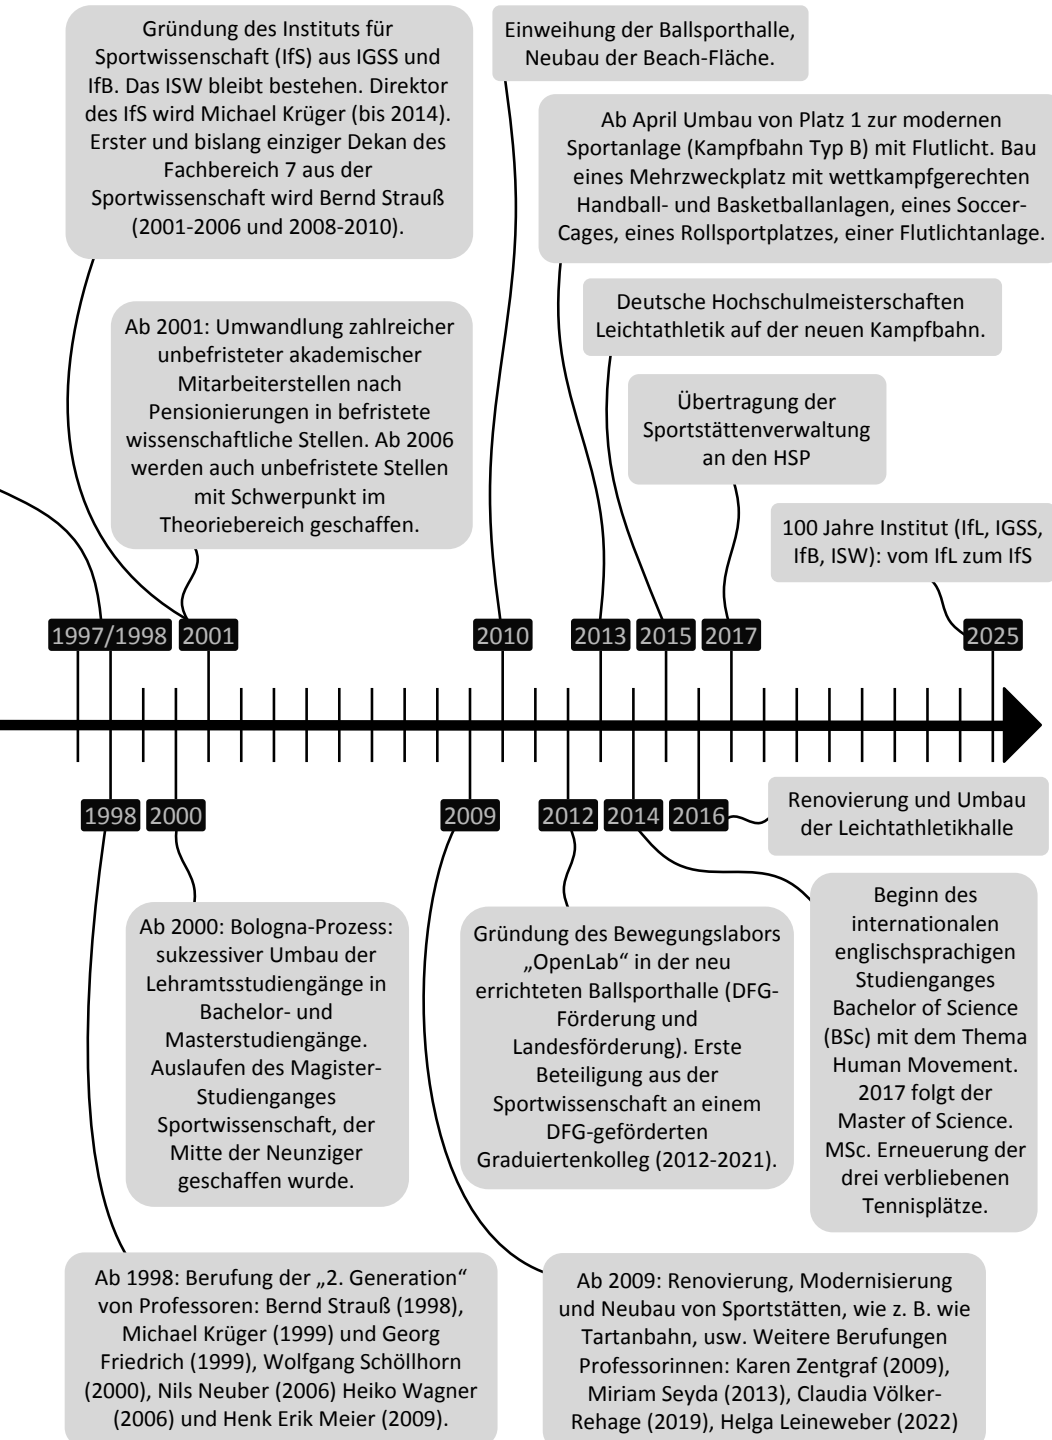 Gründung des Instituts für
Sportwissenschaft (IfS) aus IGSS und
IfB. Das ISW bleibt bestehen. Direktor
des IfS wird Michael Krüger (bis 2014).
Erster und bislang einziger Dekan des
Fachbereich 7 aus der
Sportwissenschaft wird Bernd Strauß
(2001-2006 und 2008-2010).
Einweihung der Ballsporthalle,
Neubau der Beach-Fläche.
Ab April Umbau von Platz 1 zur modernen
Sportanlage (Kampfbahn Typ B) mit Flutlicht. Bau
eines Mehrzweckplatz mit wettkampfgerechten
Handball- und Basketballanlagen, eines Soccer-
Cages, eines Rollsportplatzes, einer Flutlichtanlage.
Ab 2001: Umwandlung zahlreicher
unbefristeter akademischer
Mitarbeiterstellen nach
Pensionierungen in befristete
wissenschaftliche Stellen. Ab 2006
werden auch unbefristete Stellen
mit Schwerpunkt im
Theoriebereich geschaffen.
Deutsche Hochschulmeisterschaften
Leichtathletik auf der neuen Kampfbahn.
Übertragung der
Sportstättenverwaltung
an den HSP
100 Jahre Institut (IfL, IGSS,
IfB, ISW): vom IfL zum IfS
1997/1998
2001
2010
2013
2015
2017
2025
1998
2000
2009
2012
2014
2016
Renovierung und Umbau
der Leichtathletikhalle
Ab 2000: Bologna-Prozess:
sukzessiver Umbau der
Lehramtsstudiengänge in
Bachelor- und
Masterstudiengänge.
Auslaufen des Magister-
Studienganges
Sportwissenschaft, der
Mitte der Neunziger
geschaffen wurde.
Gründung des Bewegungslabors
„OpenLab“ in der neu
errichteten Ballsporthalle (DFG-
Förderung und
Landesförderung). Erste
Beteiligung aus der
Sportwissenschaft an einem
DFG-geförderten
Graduiertenkolleg (2012-2021).
Beginn des
internationalen
englischsprachigen
Studienganges
Bachelor of Science
(BSc) mit dem Thema
Human Movement.
2017 folgt der
Master of Science.
MSc. Erneuerung der
drei verbliebenen
Tennisplätze.
Ab 1998: Berufung der „2. Generation“
von Professoren: Bernd Strauß (1998),
Michael Krüger (1999) und Georg
Friedrich (1999), Wolfgang Schöllhorn
(2000), Nils Neuber (2006) Heiko Wagner
(2006) und Henk Erik Meier (2009).
Ab 2009: Renovierung, Modernisierung
und Neubau von Sportstätten, wie z. B. wie
Tartanbahn, usw. Weitere Berufungen
Professorinnen: Karen Zentgraf (2009),
Miriam Seyda (2013), Claudia Völker-
Rehage (2019), Helga Leineweber (2022)